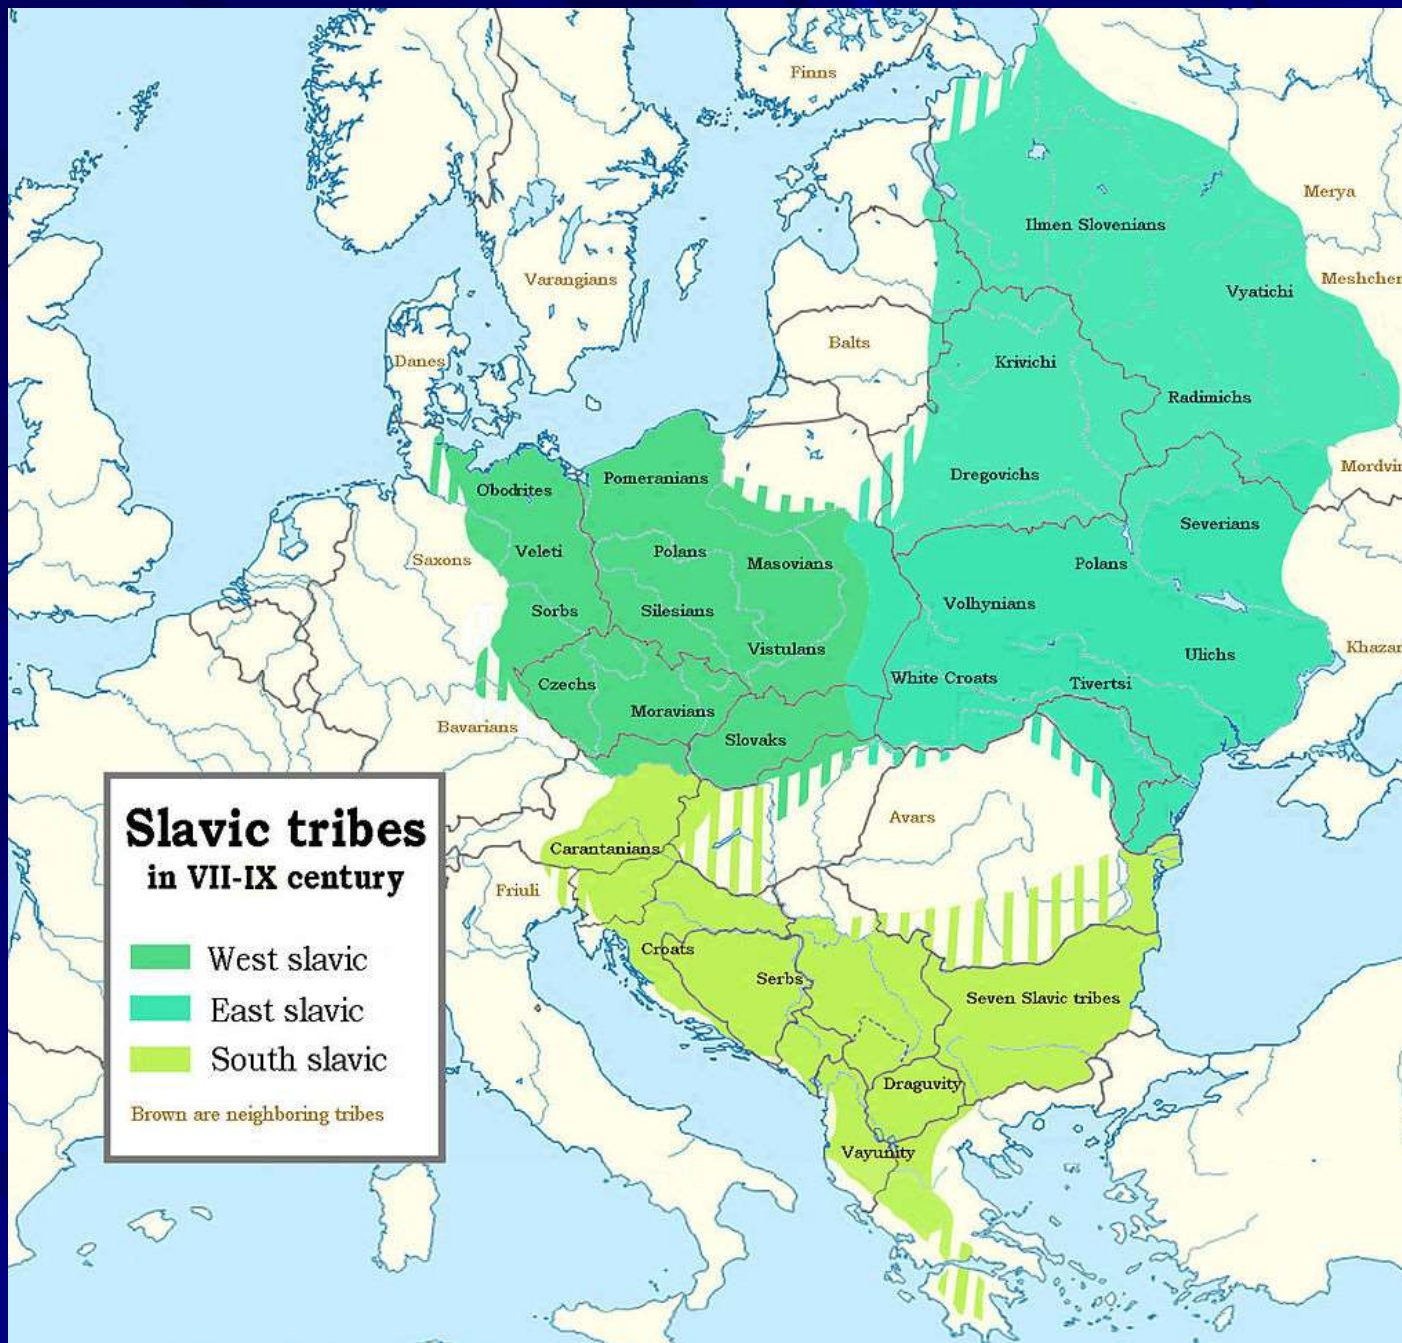 Finns
Merya
Ilmen Slovenians
Varangians
Meshcher
Vyatichi
Balts
Danes
Krivichi
Radimichs
Mordvin
Pomeranians
Dregovichs
Obodrites
Severians
Saxons
Veleti
Polans
Masovians
Polans
Volhynians
Sorbs
Silesians
Vistulans
Ulichs
Khazar
Czechs
White Croats
Tivertsi
Moravians
Bavarians
Slovaks
Slavic tribes
in VII-IX century
West slavic
East slavic
South slavic
Brown are neighboring tribes
Avars
Carantanians
Friuli
Croats
Serbs
Seven Slavic tribes
Draguvity
Vayunity